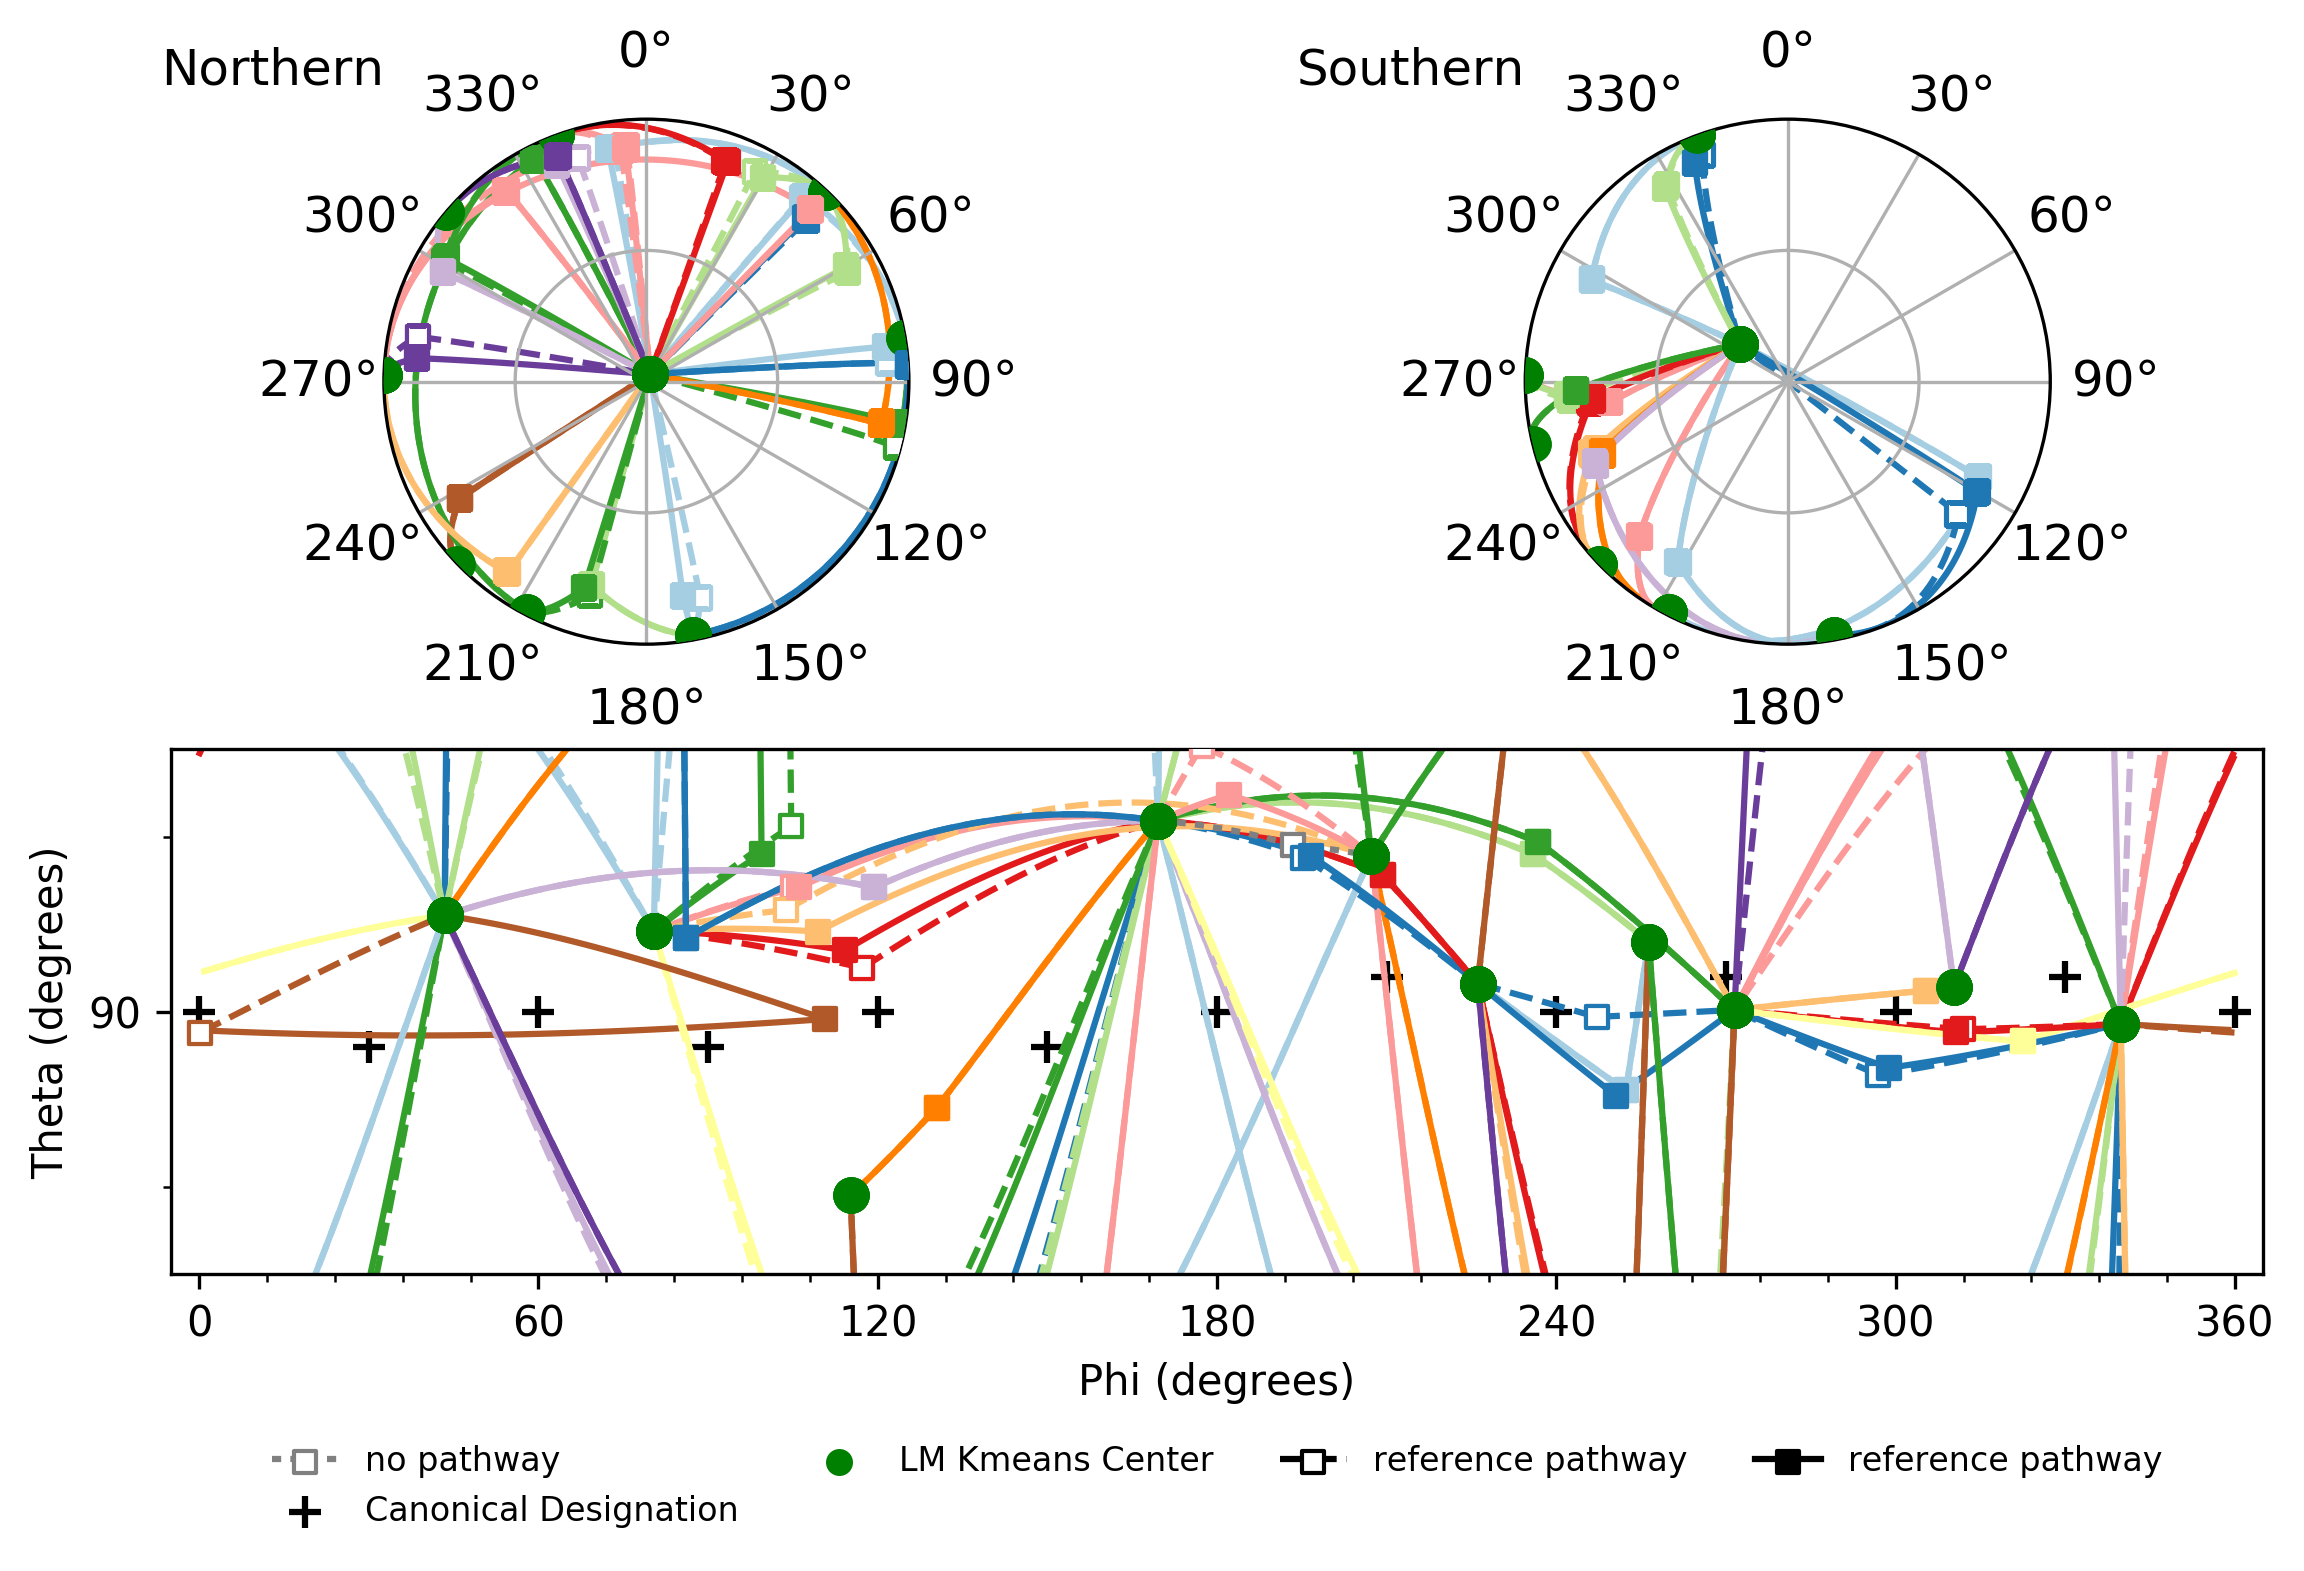 Northern
0°
30°
60°
90°
120°
150°
180°
210°
240°
270°
300°
330°
Southern
0°
30°
60°
90°
120°
150°
180°
210°
240°
270°
300°
330°
Theta (degrees)
90
0 60 120 180 240 300 360
Phi (degrees)
no pathway
Canonical Designation
LM Kmeans Center
reference pathway
reference pathway